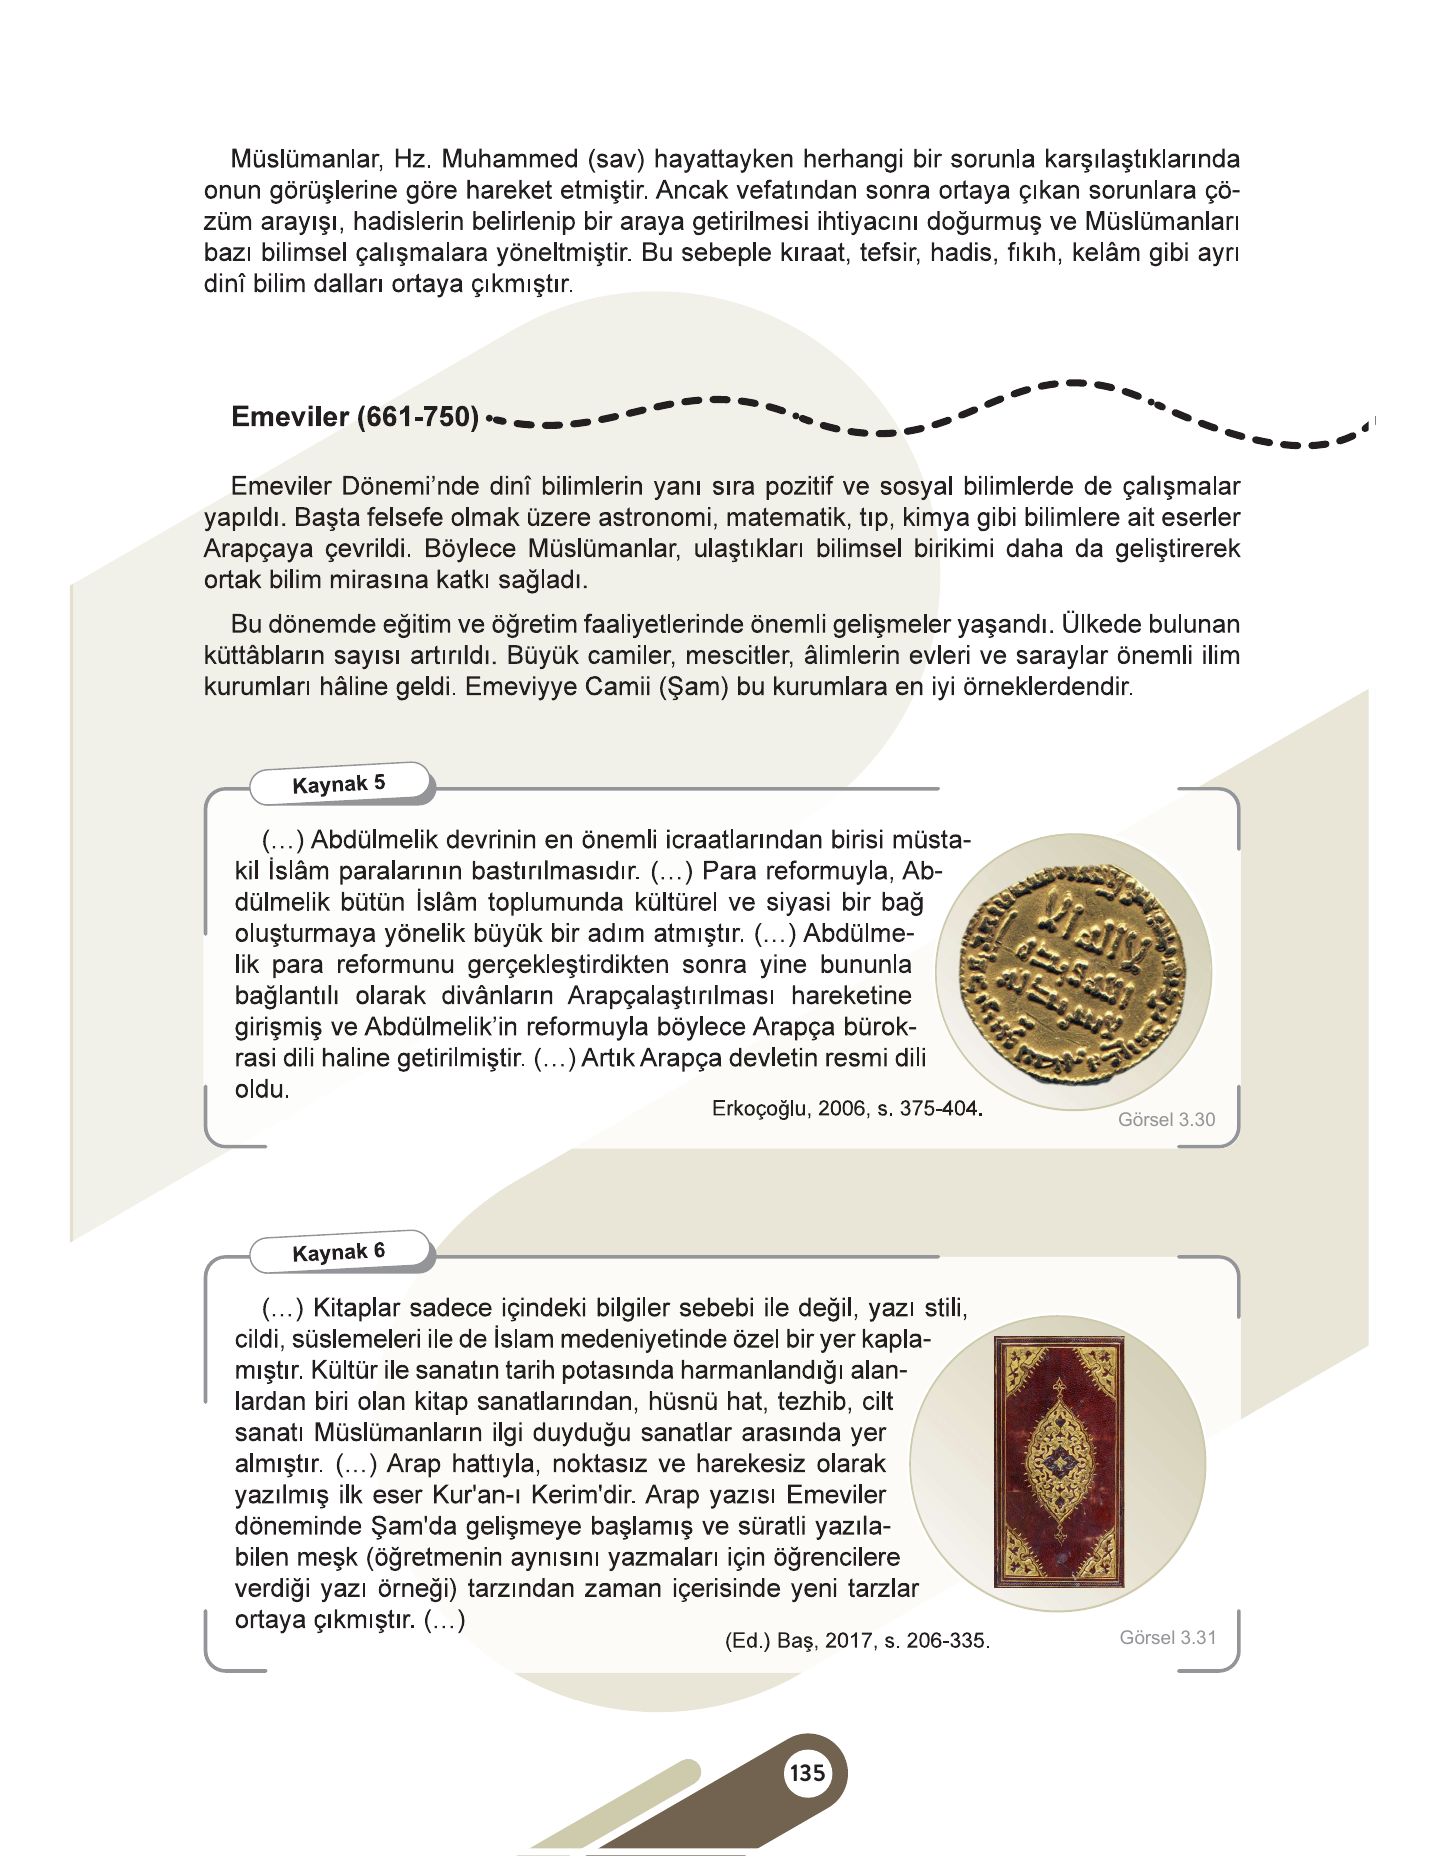 Müslümanlar, Hz. Muhammed (sav) hayattayken herhangi bir sorunla karşılaştıklarında
onun görüşlerine göre hareket etmiştir. Ancak vefatından sonra ortaya çıkan sorunlara çö-
züm arayışı, hadislerin belirlenip bir araya getirilmesi ihtiyacını doğurmuş ve Müslümanları
bazı bilimsel çalışmalara yöneltmiştir. Bu sebeple kıraat, tefsir, hadis, fıkıh, kelâm gibi ayrı
dinî bilim dalları ortaya çıkmıştır.
Emeviler (661-750)
Emeviler Dönemi’nde dinî bilimlerin yanı sıra pozitif ve sosyal bilimlerde de çalışmalar
yapıldı. Başta felsefe olmak üzere astronomi, matematik, tıp, kimya gibi bilimlere ait eserler
Arapçaya çevrildi. Böylece Müslümanlar, ulaştıkları bilimsel birikimi daha da geliştirerek
ortak bilim mirasına katkı sağladı.
Bu dönemde eğitim ve öğretim faaliyetlerinde önemli gelişmeler yaşandı. Ülkede bulunan
küttâbların sayısı artırıldı. Büyük camiler, mescitler, âlimlerin evleri ve saraylar önemli ilim
kurumları hâline geldi. Emeviyye Camii (Şam) bu kurumlara en iyi örneklerdendir.
Kaynak 5
(...) Abdülmelik devrinin en önemli icraatlarından birisi müsta-
kil İslâm paralarının bastırılmasıdır. (...) Para reformuyla, Ab-
dülmelik bütün İslâm toplumunda kültürel ve siyasi bir bağ
oluşturmaya yönelik büyük bir adım atmıştır. (...) Abdülme-
lik para reformunu gerçekleştirdikten sonra yine bununla
bağlantılı olarak divânların Arapçalaştırılması hareketine
girişmiş ve Abdülmelik’in reformuyla böylece Arapça bürok-
rasi dili haline getirilmiştir. (...) Artık Arapça devletin resmi dili
oldu.
Erkoçoğlu, 2006, s. 375-404.
لا اله الا
الله وحده
لا شريك له
Görsel 3.30
Kaynak 6
(...) Kitaplar sadece içindeki bilgiler sebebi ile değil, yazı stili,
cildi, süslemeleri ile de İslam medeniyetinde özel bir yer kapla-
mıştır. Kültür ile sanatın tarih potasında harmanlandığı alan-
lardan biri olan kitap sanatlarından, hüsnü hat, tezhib, cilt
sanatı Müslümanların ilgi duyduğu sanatlar arasında yer
almıştır. (...) Arap hattıyla, noktasız ve harekesiz olarak
yazılmış ilk eser Kur'an-ı Kerim'dir. Arap yazısı Emeviler
döneminde Şam'da gelişmeye başlamış ve süratli yazıla-
bilen meşk (öğretmenin aynısını yazmaları için öğrencilere
verdiği yazı örneği) tarzından zaman içerisinde yeni tarzlar
ortaya çıkmıştır. (...)
(Ed.) Baş, 2017, s. 206-335.
Görsel 3.31
135